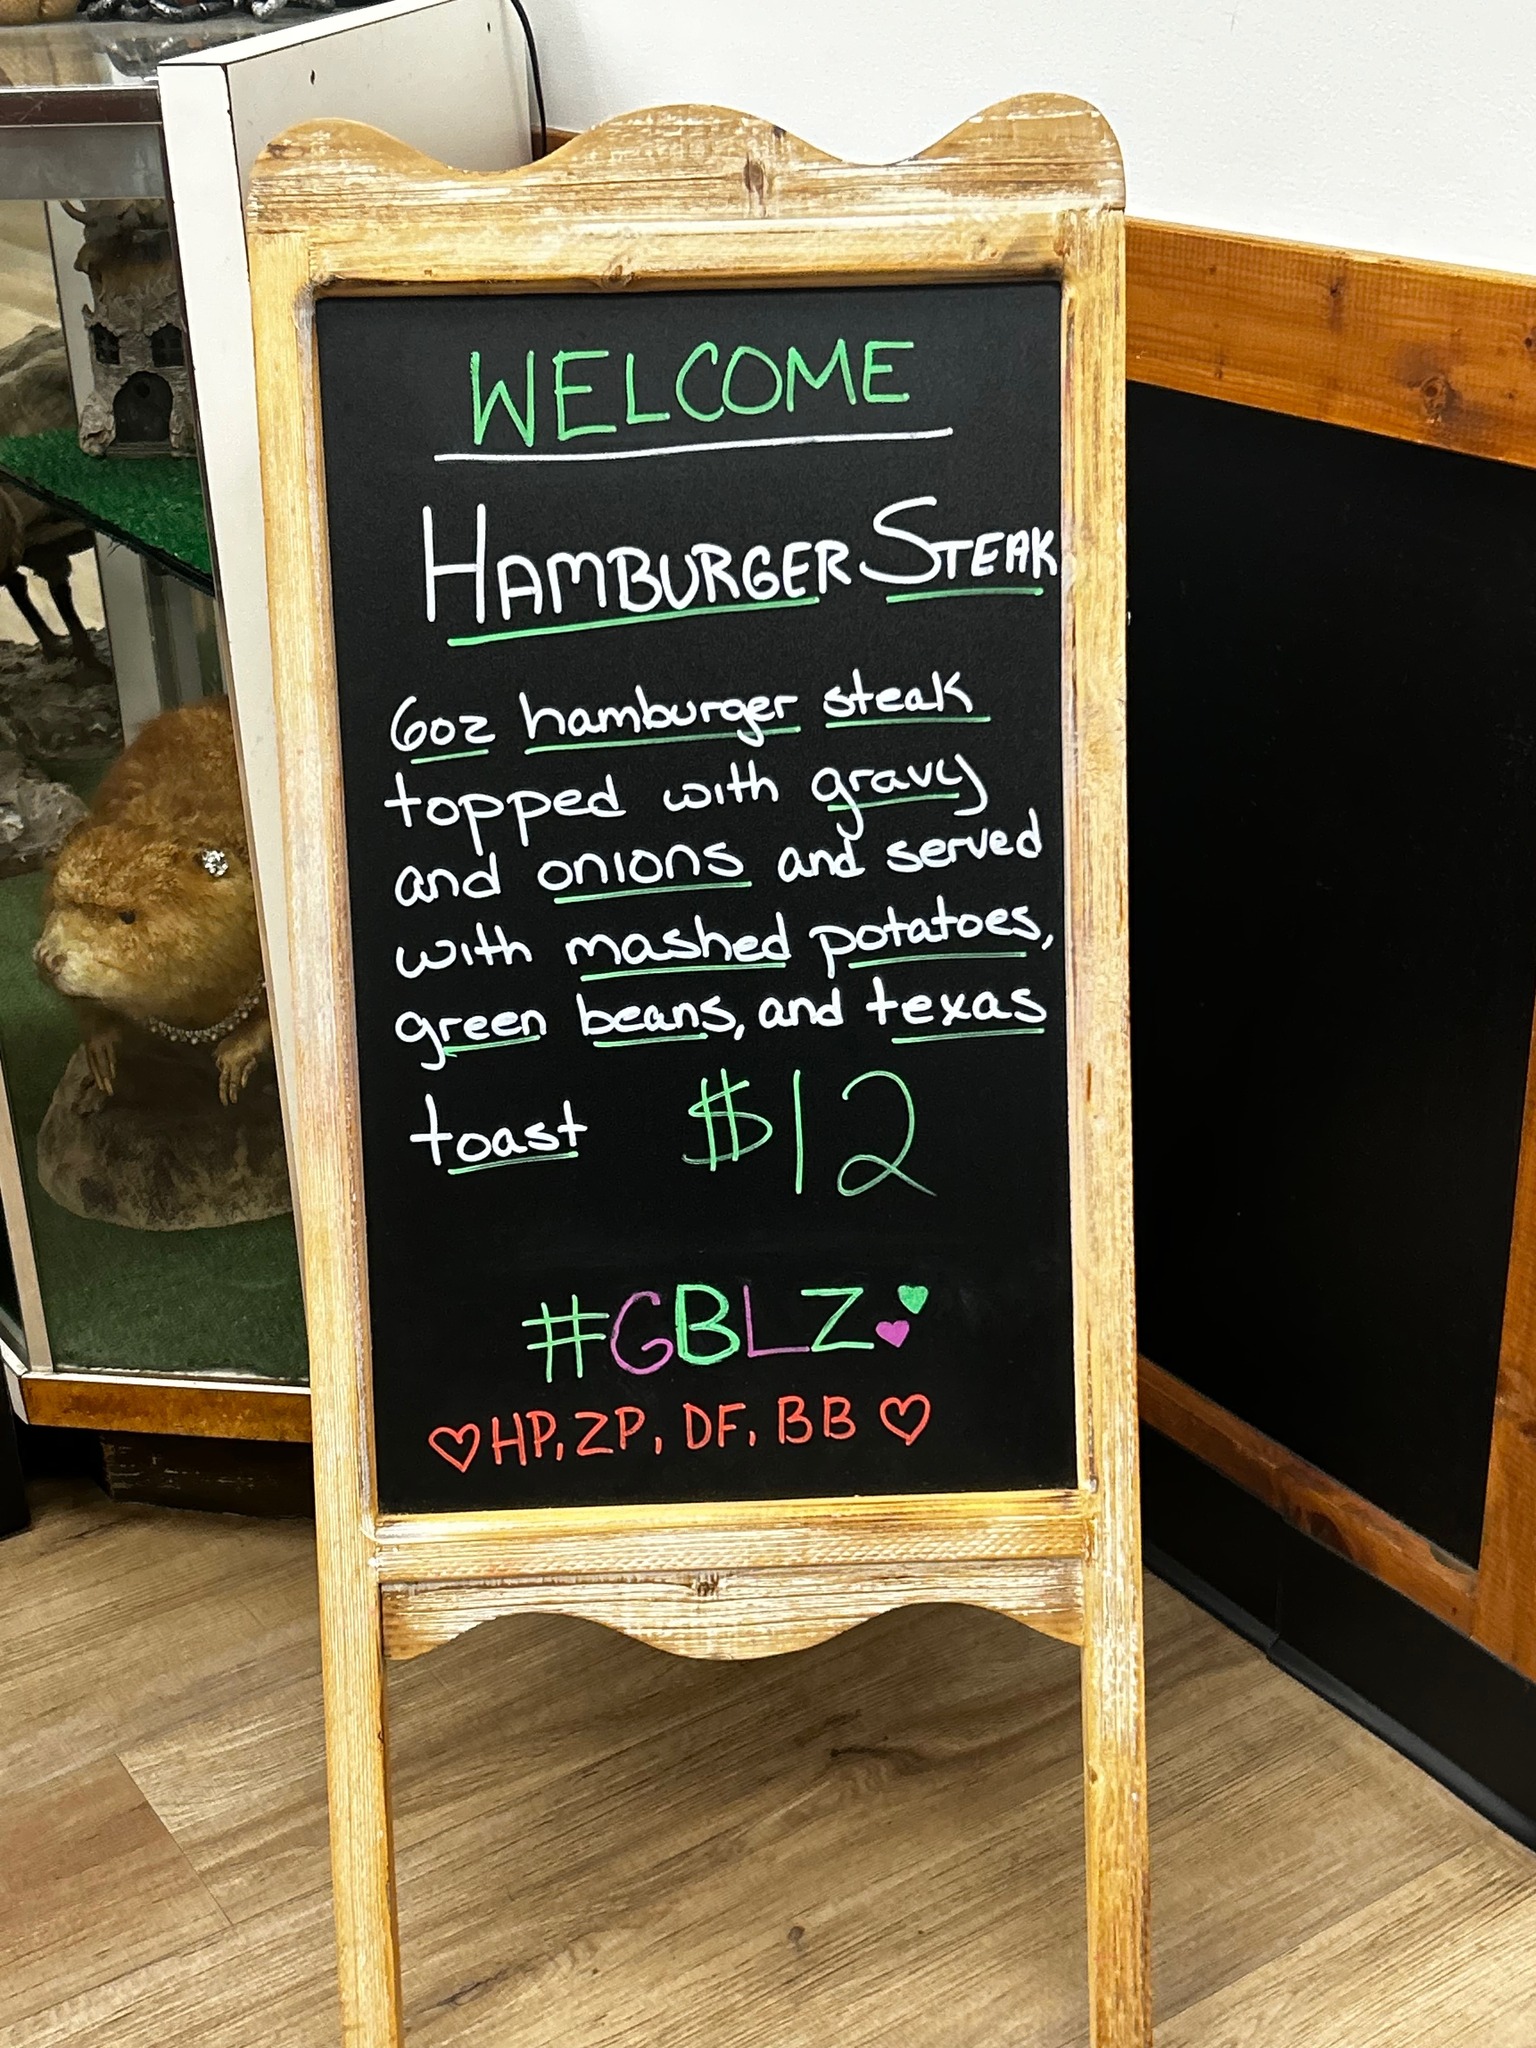 WELCOME
HAMBURGER STEAK
6oz hamburger steak
topped with gravy
and onions and served
with mashed potatoes,
green beans, and texas
toast $12
#GBLZ
HP, ZP, DF, BB